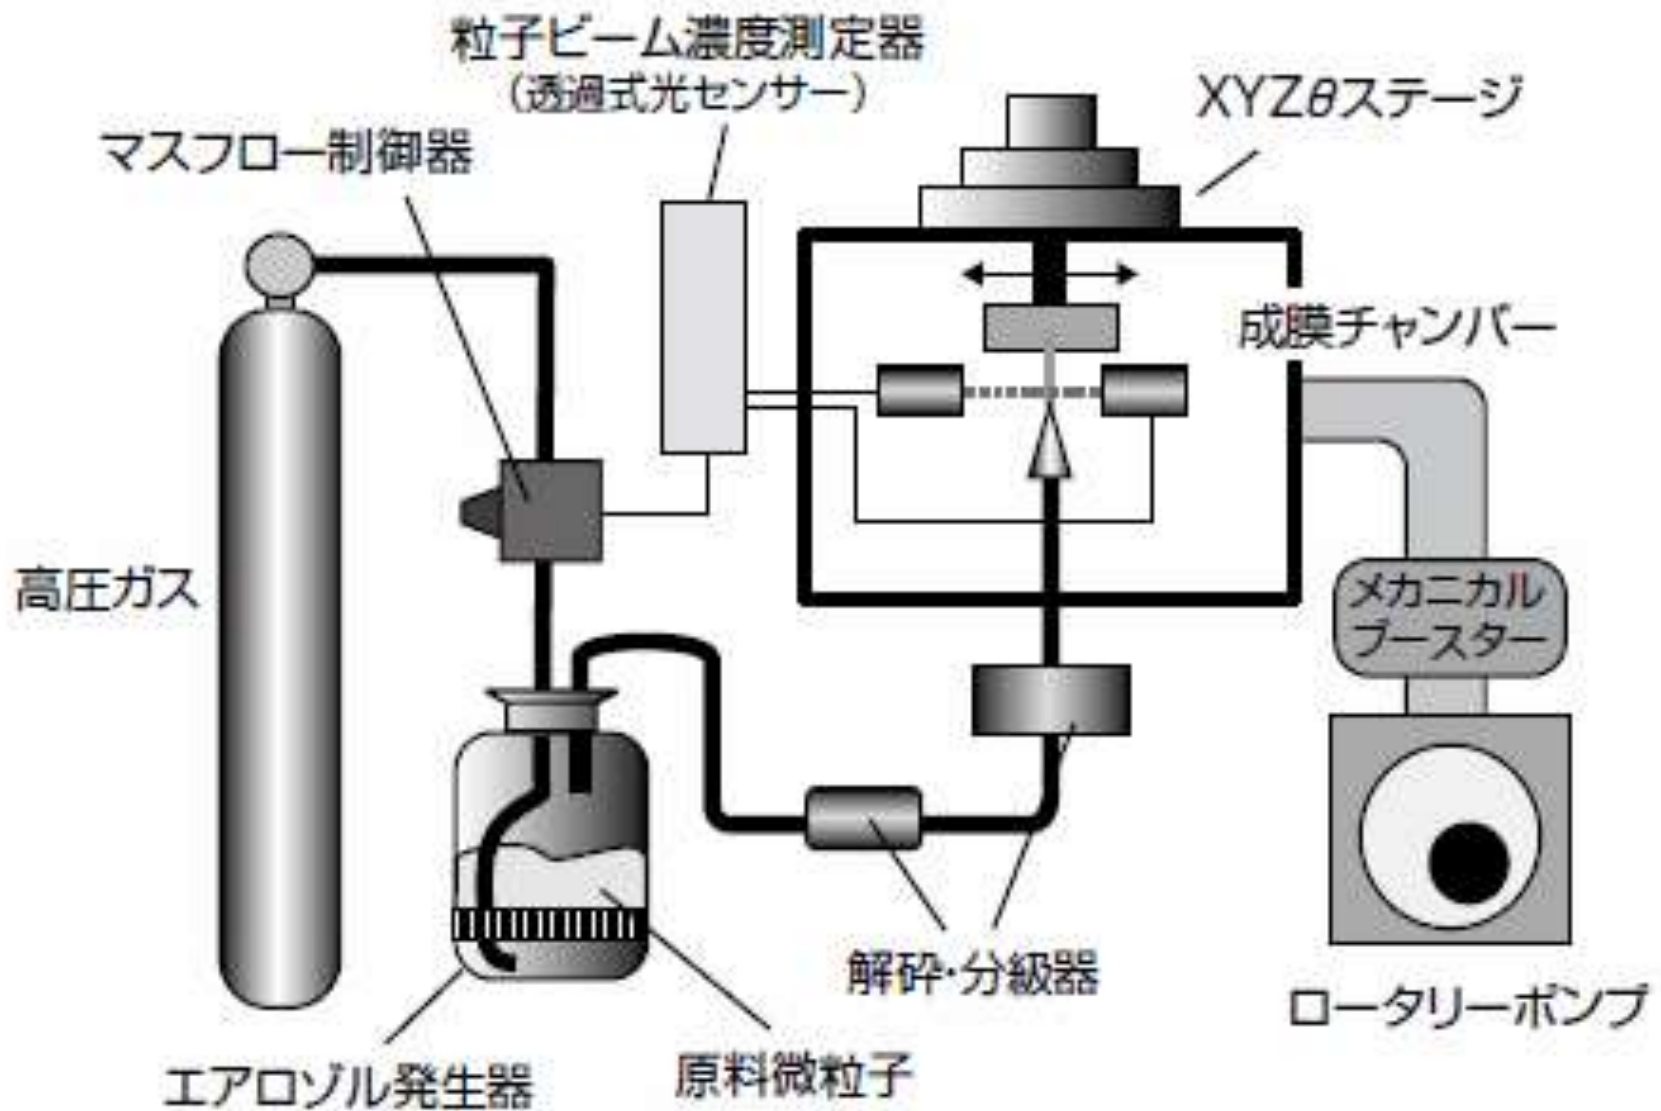 粒子ビーム濃度測定器
（透過式光センサー）
XYZθステージ
マスフロー制御器
成膜チャンバー
高圧ガス
メカニカル
ブースター
解砕・分級器
ロータリーポンプ
エアロゾル発生器
原料微粒子